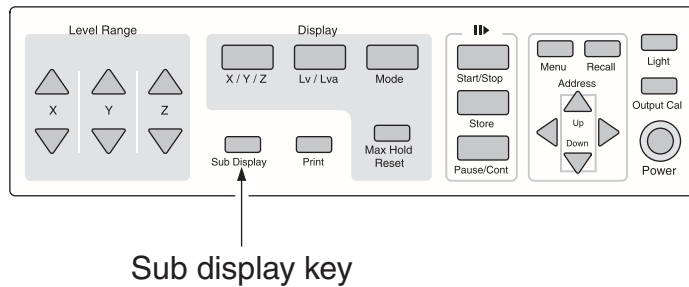 Level Range
X
Y
Z
Display
X / Y / Z
Lv / Lva
Mode
Sub Display
Print
Max Hold
Reset
Start/Stop
Store
Pause/Cont
Menu
Recall
Address
Up
Down
Light
Output Cal
Power
Sub display key